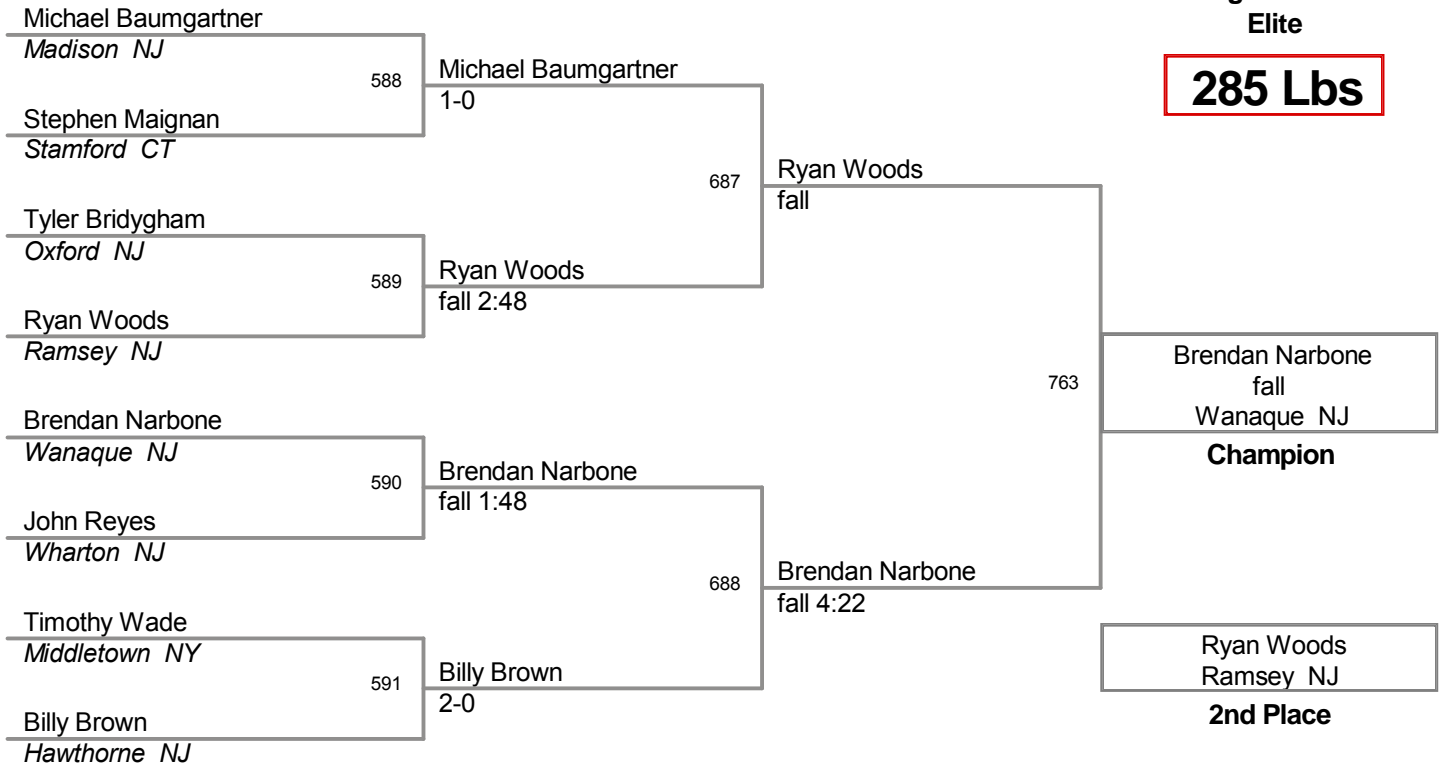 Elite
285 Lbs
Michael Baumgartner
Madison NJ
588
Michael Baumgartner
1-0
Stephen Maignan
Stamford CT
687
Ryan Woods
fall
Tyler Bridygham
Oxford NJ
589
Ryan Woods
fall 2:48
Ryan Woods
Ramsey NJ
763
Brendan Narbone
fall
Wanaque NJ
Champion
Brendan Narbone
Wanaque NJ
590
Brendan Narbone
fall 1:48
John Reyes
Wharton NJ
688
Brendan Narbone
fall 4:22
Timothy Wade
Middletown NY
591
Billy Brown
2-0
Billy Brown
Hawthorne NJ
Ryan Woods
Ramsey NJ
2nd Place